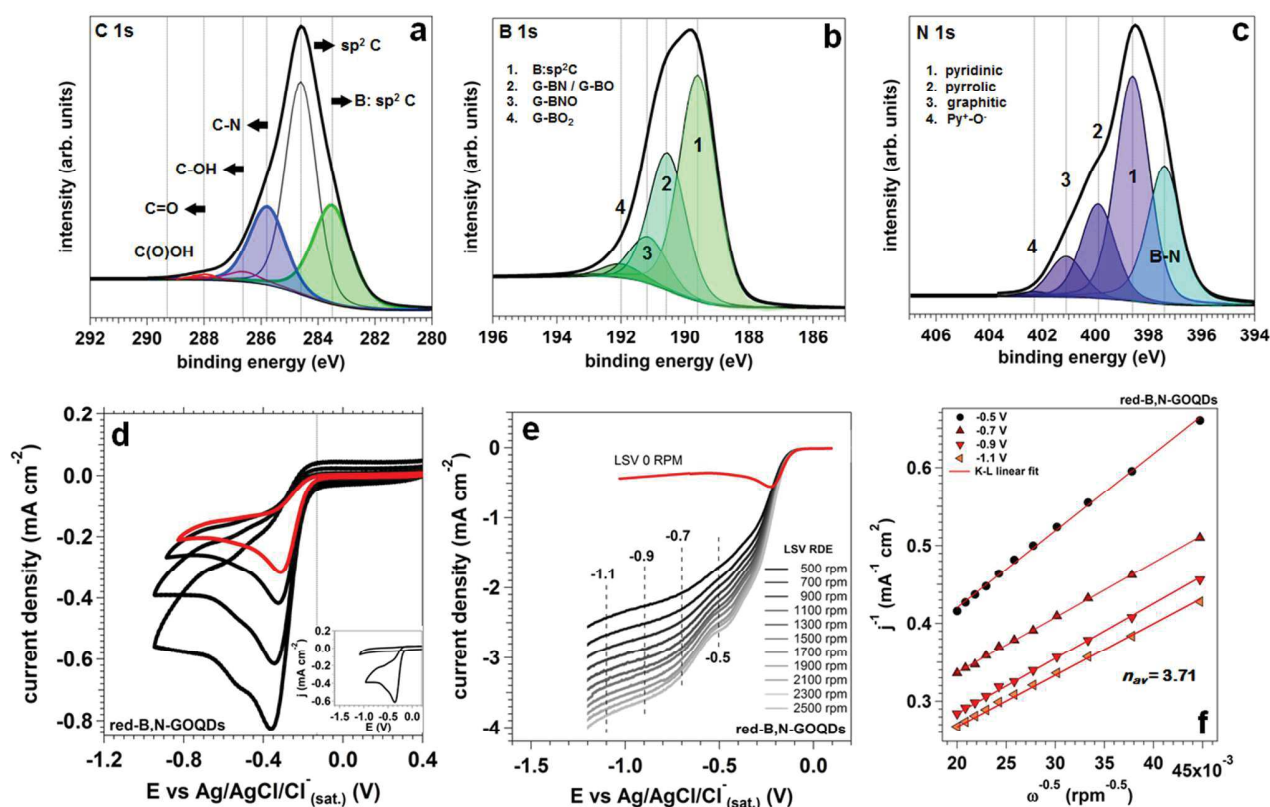 C 1s
a
sp² C
B: sp² C
C-N
C-OH
C=O
C(O)OH
intensity (arb. units)
292 290 288 286 284 282 280
binding energy (eV)
B 1s
b
1. B:sp²C
2. G-BN / G-BO
3. G-BNO
4. G-BO₂
1
2
3
4
intensity (arb. units)
196 194 192 190 188 186
binding energy (eV)
N 1s
c
1. pyridinic
2. pyrrolic
3. graphitic
4. Py⁺-O⁻
1
2
3
4
B-N
intensity (arb. units)
406 404 402 400 398 396 394
binding energy (eV)
d
current density (mA cm⁻²)
0.2
0.0
-0.2
-0.4
-0.6
-0.8
red-B,N-GOQDs
j (mA cm⁻²)
0.2
0.0
-0.2
-0.4
-0.6
-1.5 -1.0 -0.5 0.0
E (V)
-1.2 -0.8 -0.4 0.0 0.4
E vs Ag/AgCl/Cl⁻(sat.) (V)
e
current density (mA cm⁻²)
0
-1
-2
-3
-4
LSV 0 RPM
-1.1
-0.9
-0.7
-0.5
LSV RDE
500 rpm
700 rpm
900 rpm
1100 rpm
1300 rpm
1500 rpm
1700 rpm
1900 rpm
2100 rpm
2300 rpm
2500 rpm
red-B,N-GOQDs
-1.5 -1.0 -0.5 0.0
E vs Ag/AgCl/Cl⁻(sat.) (V)
red-B,N-GOQDs
-0.5 V
-0.7 V
-0.9 V
-1.1 V
K-L linear fit
j⁻¹ (mA⁻¹ cm²)
0.6
0.5
0.4
0.3
nav = 3.71
f
20 25 30 35 40 45x10⁻³
ω⁻⁰·⁵ (rpm⁻⁰·⁵)